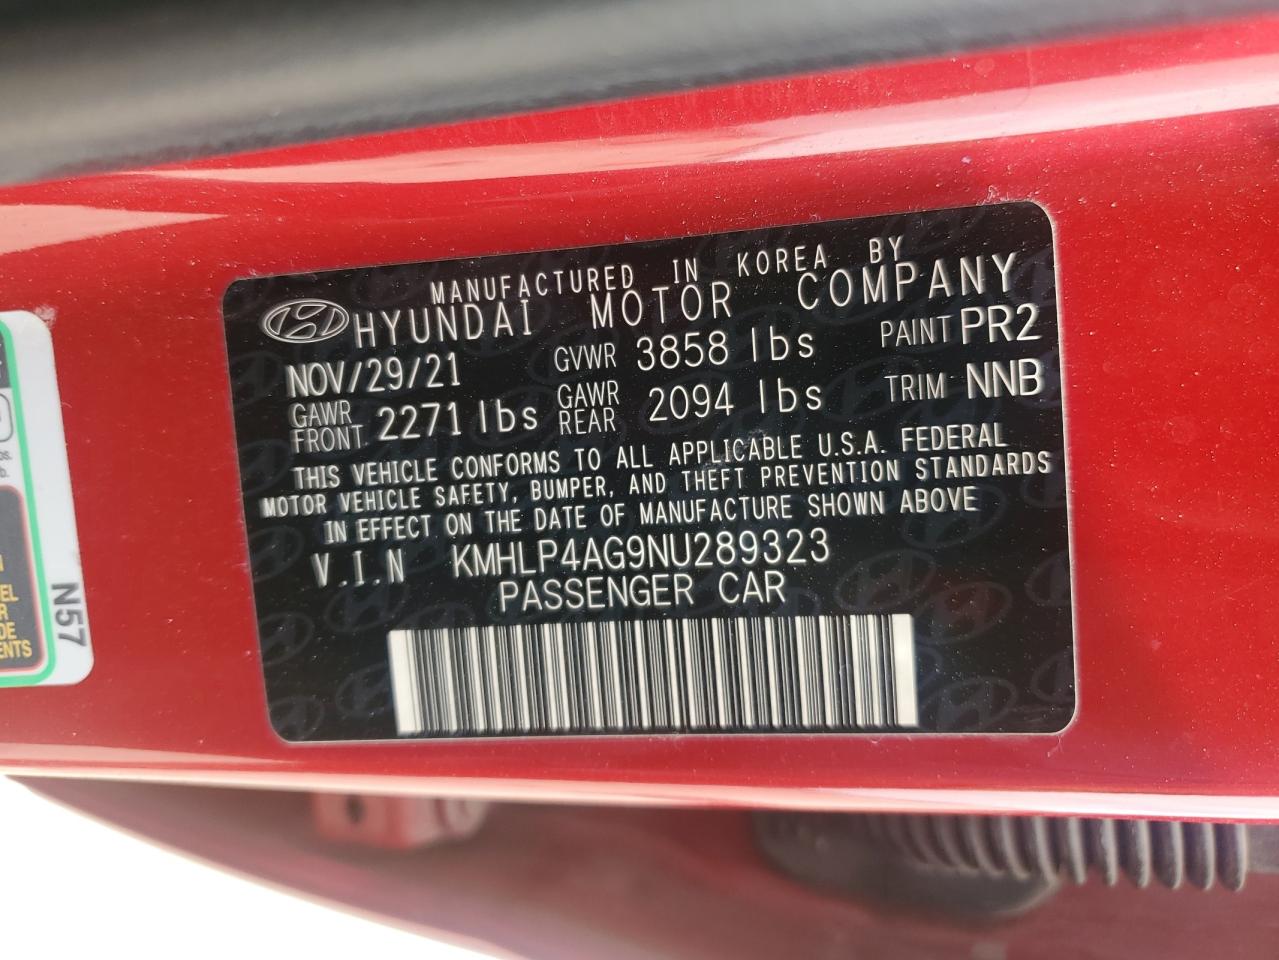 MANUFACTURED IN KOREA BY
HYUNDAI MOTOR COMPANY
NOV/29/21 GVWR 3858 lbs PAINT PR2
GAWR FRONT 2271 lbs GAWR REAR 2094 lbs TRIM NNB
THIS VEHICLE CONFORMS TO ALL APPLICABLE U.S.A. FEDERAL
MOTOR VEHICLE SAFETY, BUMPER, AND THEFT PREVENTION STANDARDS
IN EFFECT ON THE DATE OF MANUFACTURE SHOWN ABOVE
V.I.N KMHLP4AG9NU289323
PASSENGER CAR
N57